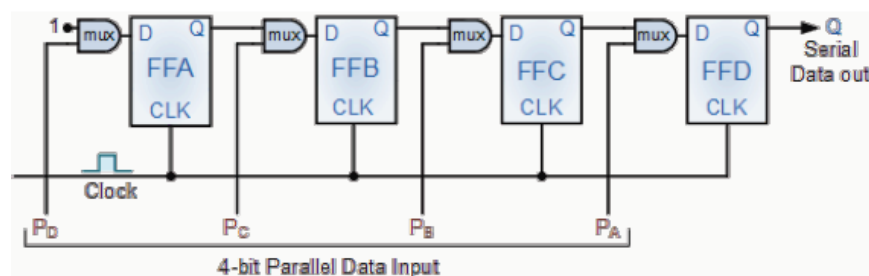 1 mux D Q mux D Q mux D Q mux D Q Q
FFA FFB FFC FFD Serial
CLK CLK CLK CLK Data out
Clock
PD PC PB PA
4-bit Parallel Data Input